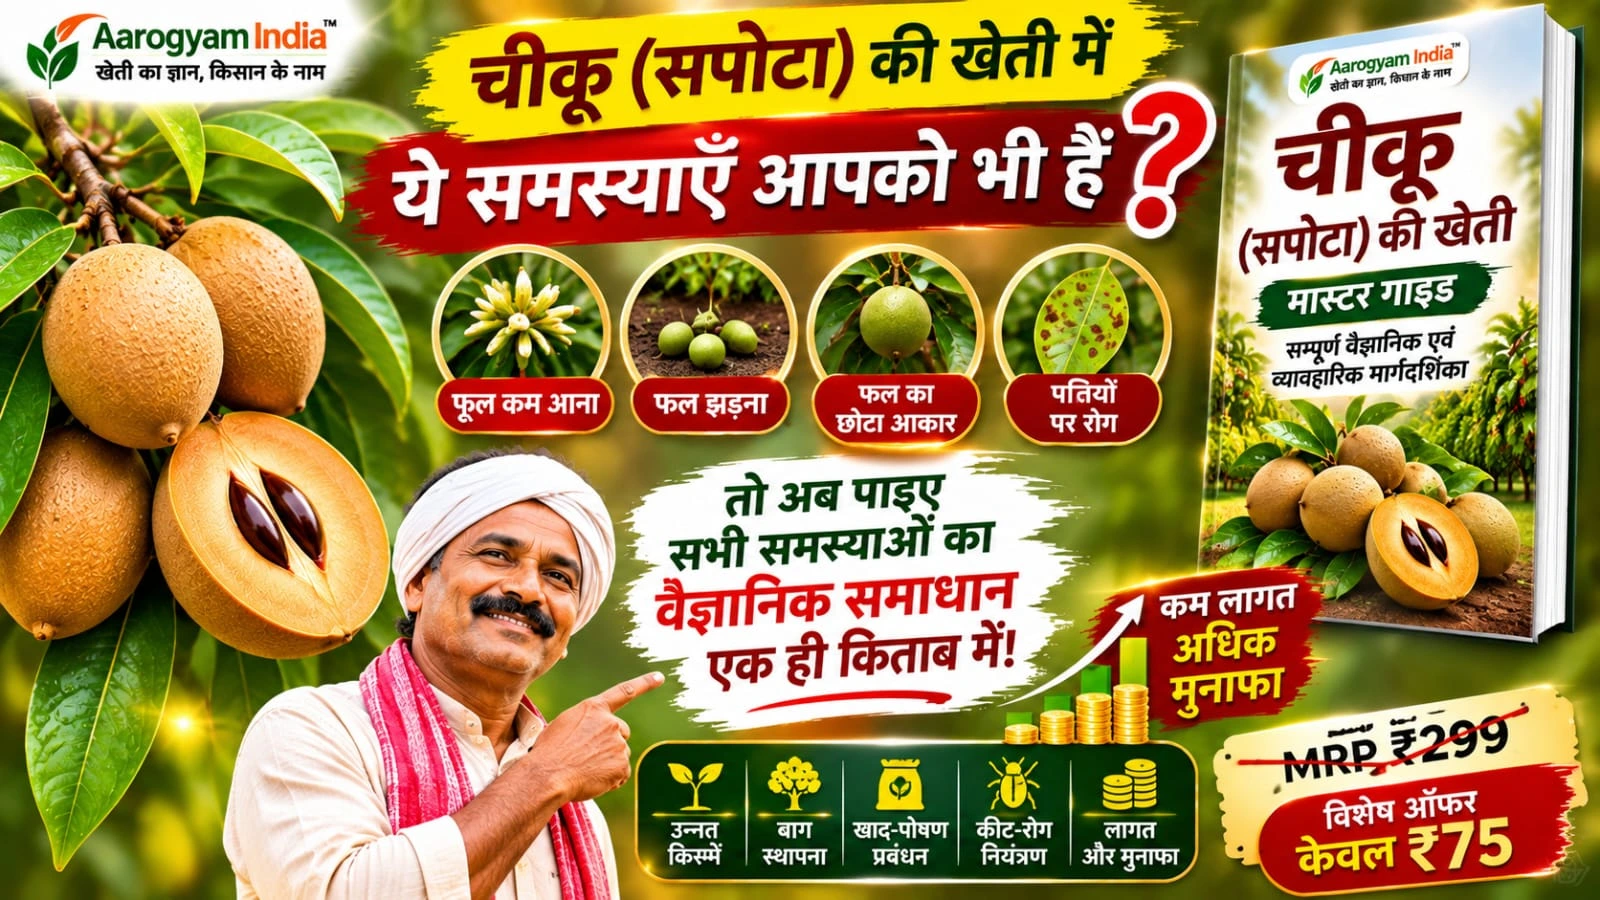 Aarogyam India™
खेती का ज्ञान, किसान के नाम
चीकू (सपोटा) की खेती में
ये समस्याएँ आपको भी हैं?
फूल कम आना
फल झड़ना
फल का
छोटा आकार
पतियों
पर रोग
तो अब पाइए
सभी समस्याओं का
वैज्ञानिक समाधान
एक ही किताब में!
कम लागत
अधिक
मुनाफा
उन्नत
किस्में
बाग
स्थापना
खाद-पोषण
प्रबंधन
कीट-रोग
नियंत्रण
लागत
और मुनाफा
Aarogyam India™
खेती का ज्ञान, किसान के नाम
चीकू
(सपोटा) की खेती
मास्टर गाइड
सम्पूर्ण वैज्ञानिक एवं
व्यावहारिक मार्गदर्शिका
MRP ₹299
विशेष ऑफर
केवल ₹75